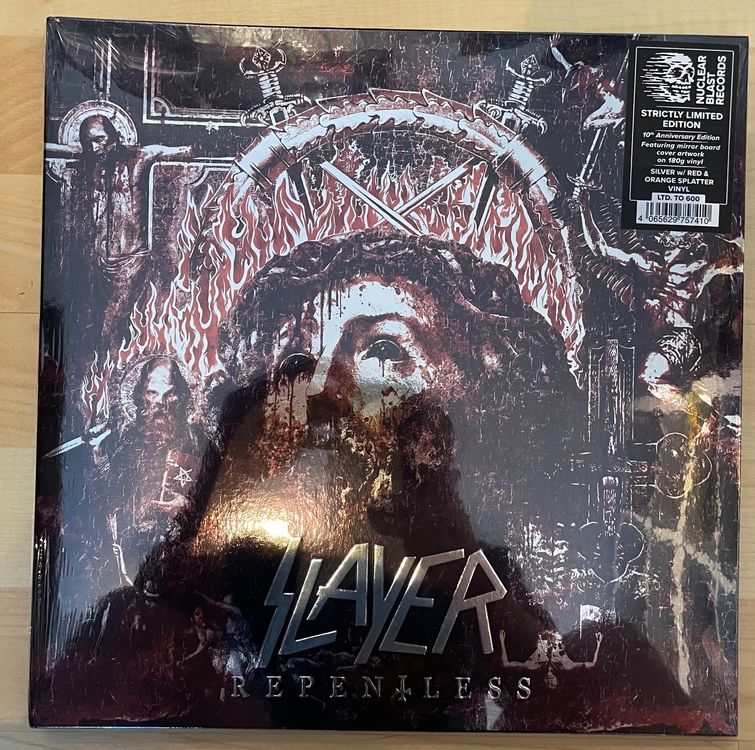 NUCLEAR
BLAST
RECORDS
STRICTLY LIMITED
EDITION
10th Anniversary Edition
Featuring mirror board
cover artwork
on 180g vinyl
SILVER w/ RED &
ORANGE SPLATTER
VINYL
LTD. TO 600
4 065629 757410
SLAYER
REPENTLESS